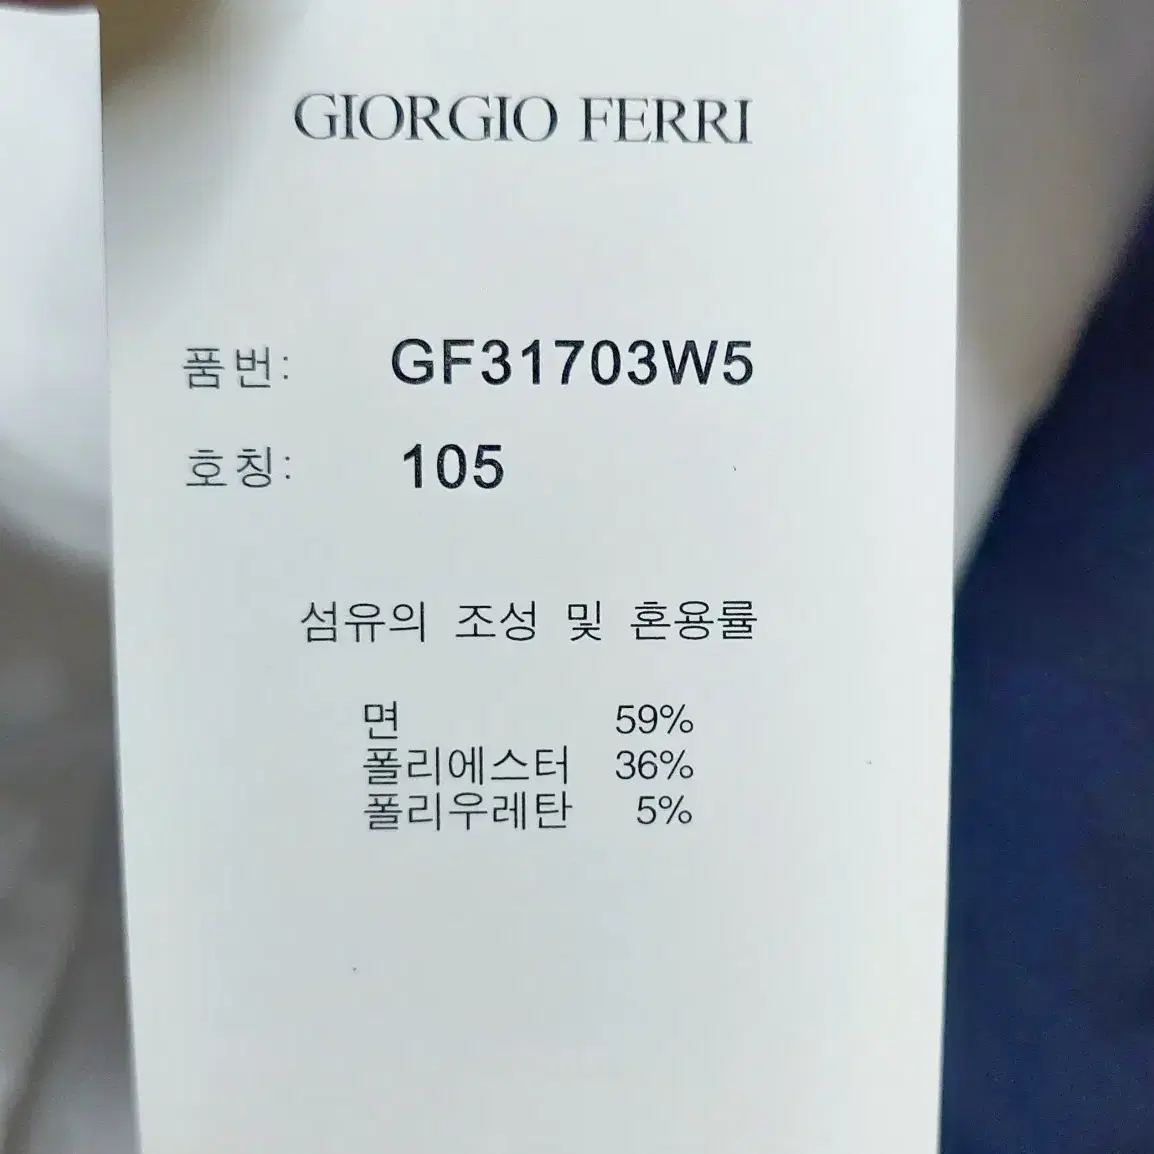 GIORGIO FERRI
품번: GF31703W5
호칭: 105
섬유의 조성 및 혼용률
면 59%
폴리에스터 36%
폴리우레탄 5%